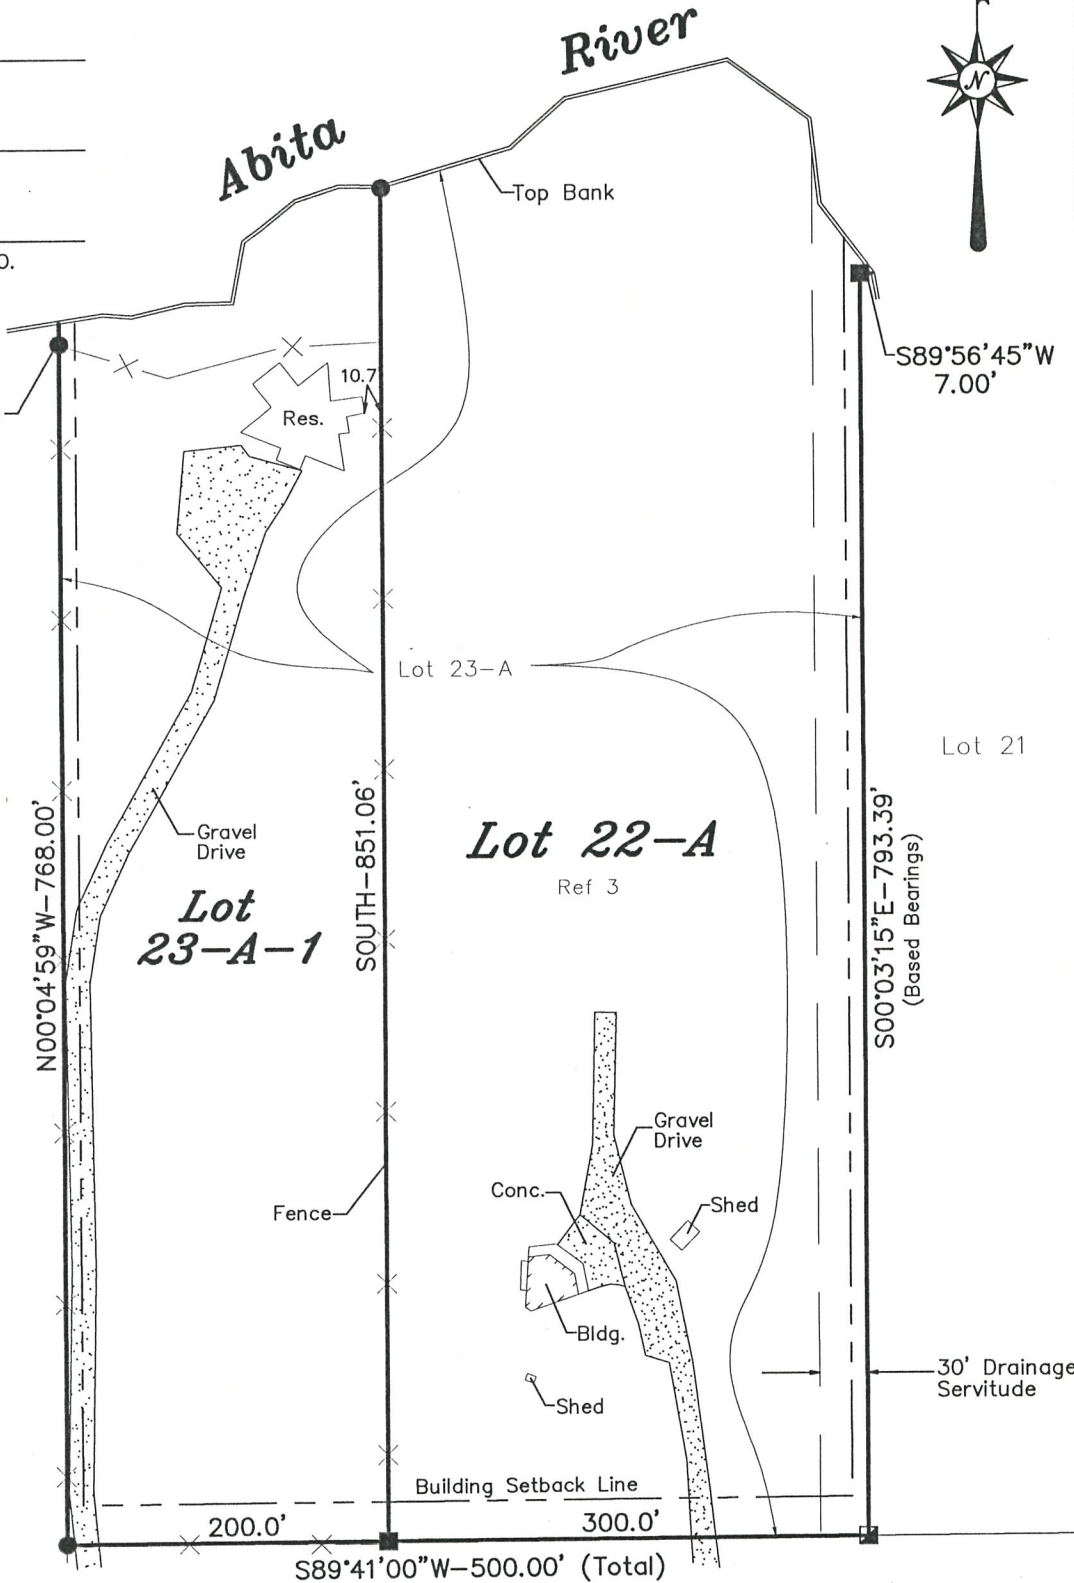 River
Abita
N
Top Bank
O.
S89°56'45"W
7.00'
10.7
Res.
Lot 23-A
Lot 21
Gravel
Drive
Lot 22-A
Ref 3
Lot
23-A-1
N00°04'59"W-768.00'
SOUTH-851.06'
S00°03'15"E-793.39'
(Based Bearings)
Gravel
Drive
Conc.
Shed
Fence
Bldg.
30' Drainage
Servitude
Shed
Building Setback Line
200.0'
300.0'
S89°41'00"W-500.00' (Total)